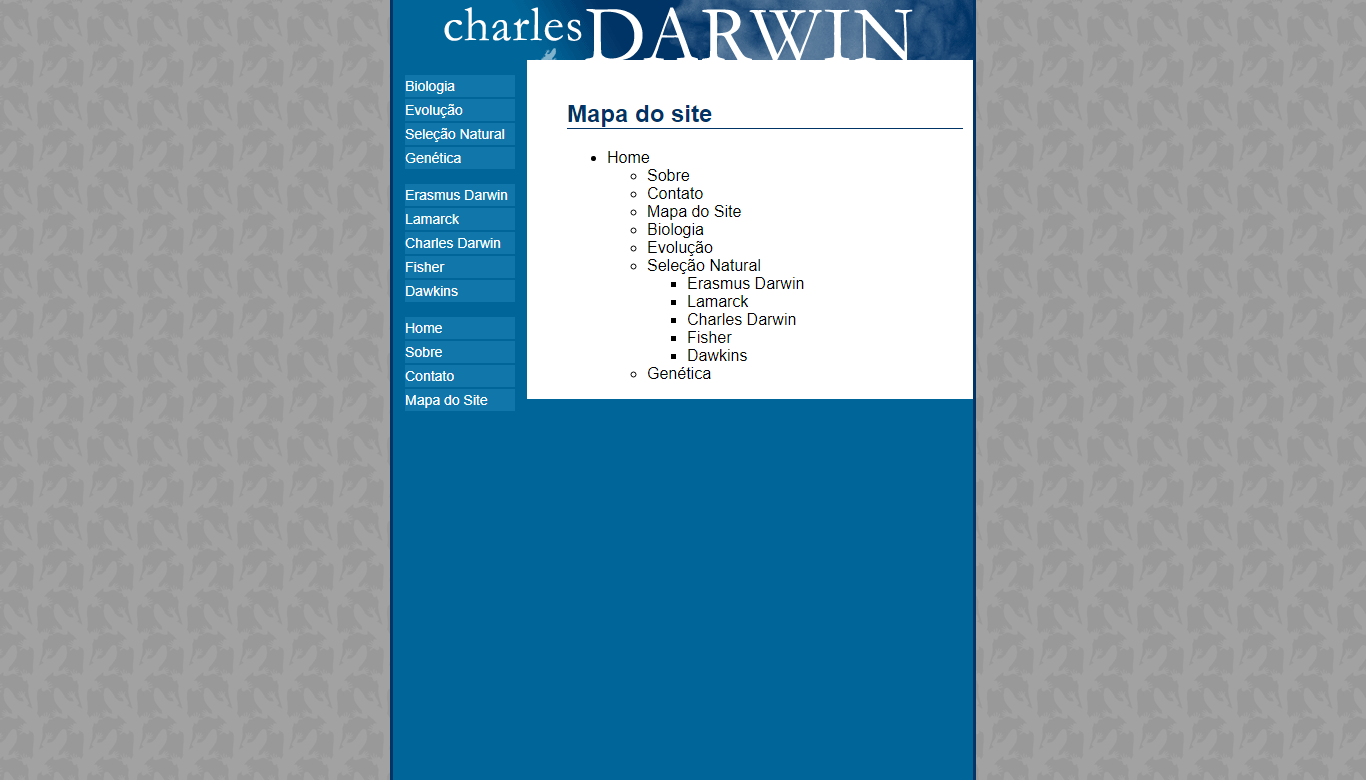 charles DARWIN
Biologia
Evolução
Seleção Natural
Genética
Erasmus Darwin
Lamarck
Charles Darwin
Fisher
Dawkins
Home
Sobre
Contato
Mapa do Site
Mapa do site
Home
Sobre
Contato
Mapa do Site
Biologia
Evolução
Seleção Natural
Erasmus Darwin
Lamarck
Charles Darwin
Fisher
Dawkins
Genética